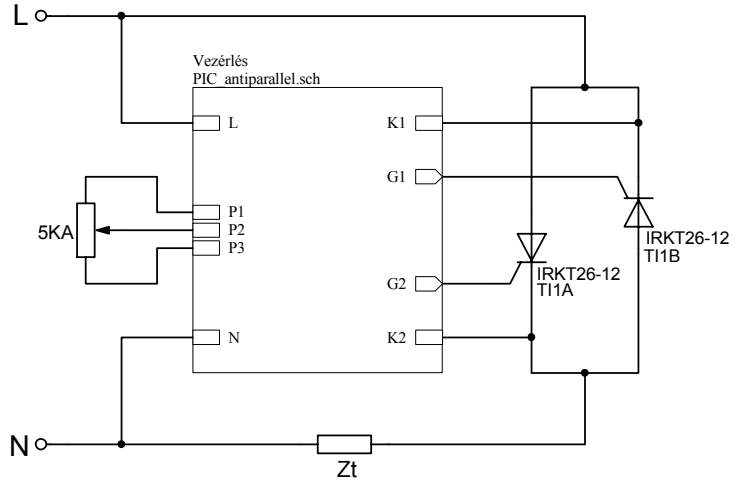 L
Vezérlés
PIC_antiparallel.sch
L
K1
G1
P1
5KA
P2
P3
IRKT26-12
TI1B
IRKT26-12
TI1A
G2
N
K2
N
Zt